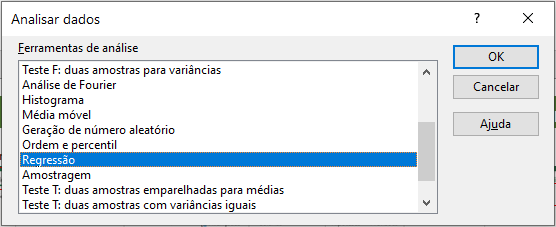 Analisar dados
?
Ferramentas de análise
Teste F: duas amostras para variâncias
Análise de Fourier
Histograma
Média móvel
Geração de número aleatório
Ordem e percentil
Regressão
Amostragem
Teste T: duas amostras emparelhadas para médias
Teste T: duas amostras com variâncias iguais
OK
Cancelar
Ajuda